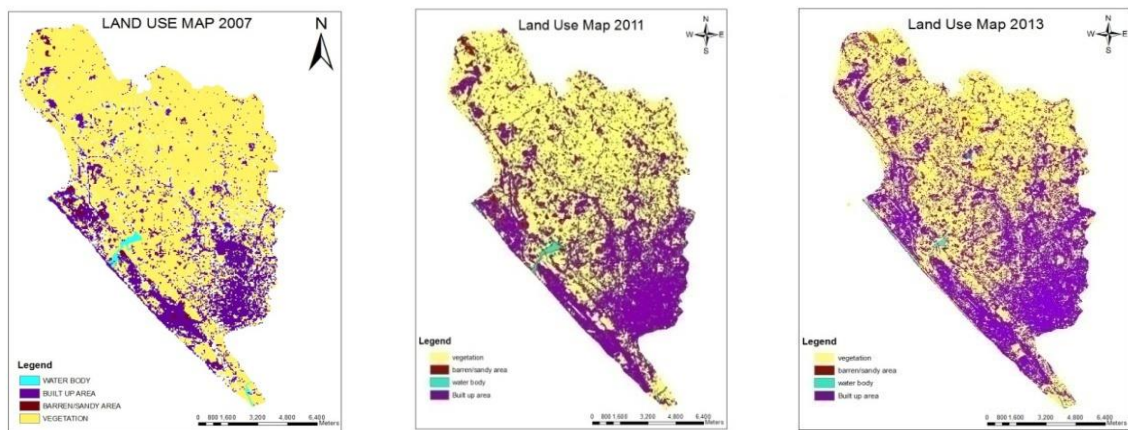 LAND USE MAP 2007
N
Legend
WATER BODY
BUILT UP AREA
BARREN/SANDY AREA
VEGETATION
0 800 1,600 3,200 4,800 6,400
Meters
Land Use Map 2011
N
W E
S
Legend
vegetation
barren/sandy area
water body
Built up area
0 800 1,600 3,200 4,800 6,400
Meters
Land Use Map 2013
N
W E
S
Legend
vegetation
barren/sandy area
water body
Built up area
0 800 1,600 3,200 4,800 6,400
Meters